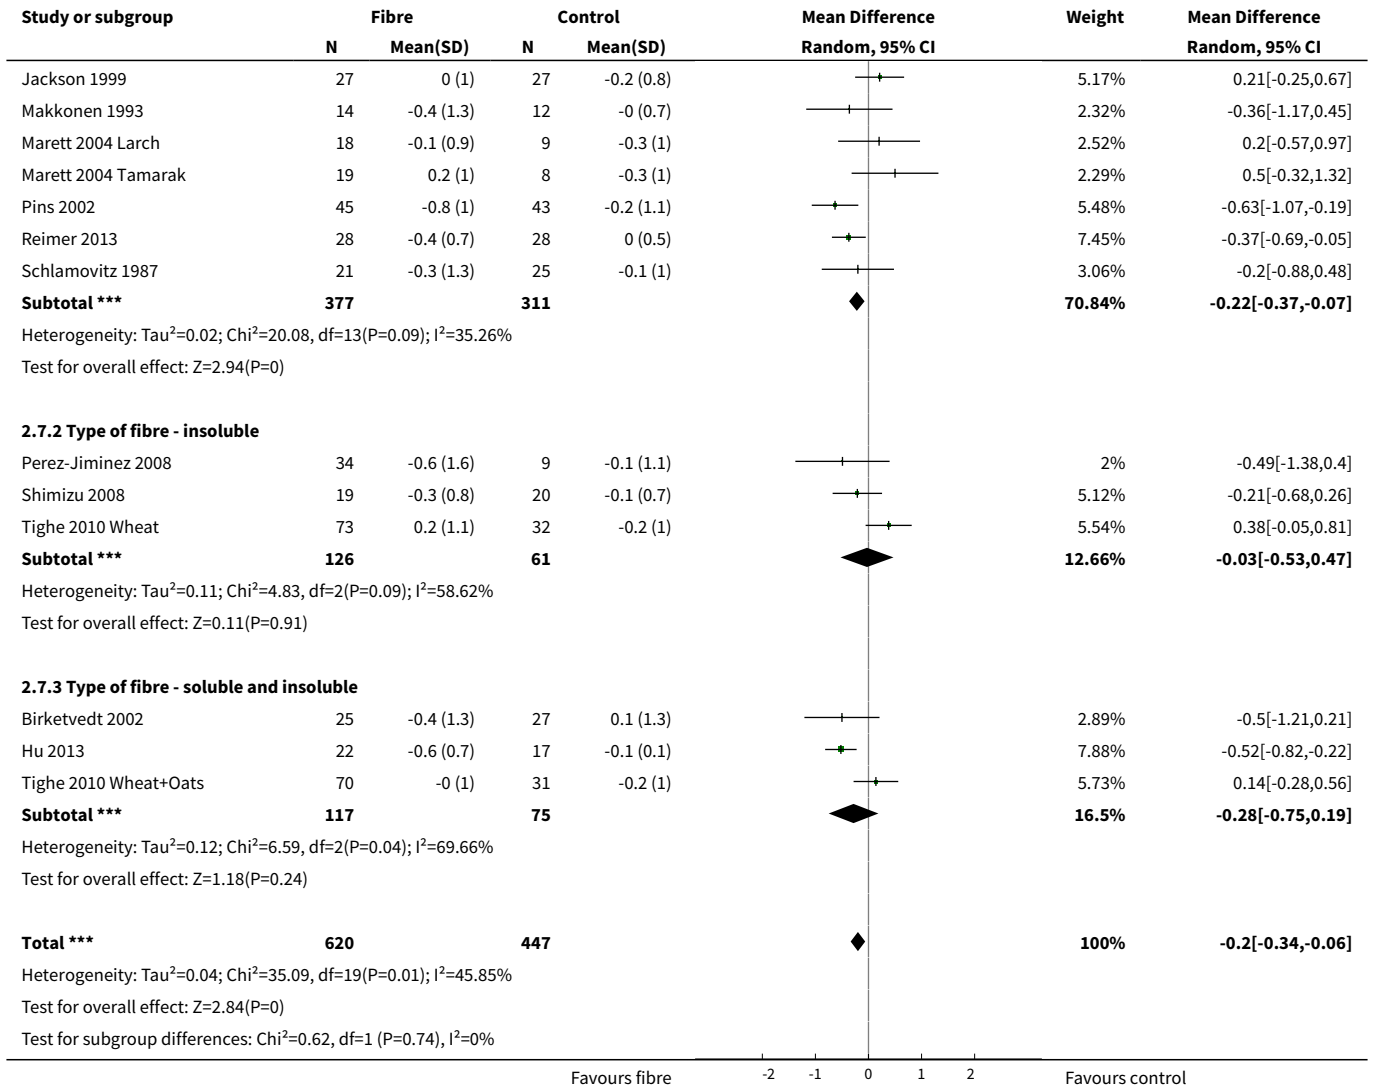 Study or subgroup Fibre Control Mean Difference Weight Mean Difference
N Mean(SD) N Mean(SD) Random, 95% CI Random, 95% CI
Jackson 1999 27 0 (1) 27 -0.2 (0.8) 5.17% 0.21[-0.25,0.67]
Makkonen 1993 14 -0.4 (1.3) 12 -0 (0.7) 2.32% -0.36[-1.17,0.45]
Marett 2004 Larch 18 -0.1 (0.9) 9 -0.3 (1) 2.52% 0.2[-0.57,0.97]
Marett 2004 Tamarak 19 0.2 (1) 8 -0.3 (1) 2.29% 0.5[-0.32,1.32]
Pins 2002 45 -0.8 (1) 43 -0.2 (1.1) 5.48% -0.63[-1.07,-0.19]
Reimer 2013 28 -0.4 (0.7) 28 0 (0.5) 7.45% -0.37[-0.69,-0.05]
Schlamovitz 1987 21 -0.3 (1.3) 25 -0.1 (1) 3.06% -0.2[-0.88,0.48]
Subtotal *** 377 311 70.84% -0.22[-0.37,-0.07]
Heterogeneity: Tau²=0.02; Chi²=20.08, df=13(P=0.09); I²=35.26%
Test for overall effect: Z=2.94(P=0)
2.7.2 Type of fibre - insoluble
Perez-Jiminez 2008 34 -0.6 (1.6) 9 -0.1 (1.1) 2% -0.49[-1.38,0.4]
Shimizu 2008 19 -0.3 (0.8) 20 -0.1 (0.7) 5.12% -0.21[-0.68,0.26]
Tighe 2010 Wheat 73 0.2 (1.1) 32 -0.2 (1) 5.54% 0.38[-0.05,0.81]
Subtotal *** 126 61 12.66% -0.03[-0.53,0.47]
Heterogeneity: Tau²=0.11; Chi²=4.83, df=2(P=0.09); I²=58.62%
Test for overall effect: Z=0.11(P=0.91)
2.7.3 Type of fibre - soluble and insoluble
Birketvedt 2002 25 -0.4 (1.3) 27 0.1 (1.3) 2.89% -0.5[-1.21,0.21]
Hu 2013 22 -0.6 (0.7) 17 -0.1 (0.1) 7.88% -0.52[-0.82,-0.22]
Tighe 2010 Wheat+Oats 70 -0 (1) 31 -0.2 (1) 5.73% 0.14[-0.28,0.56]
Subtotal *** 117 75 16.5% -0.28[-0.75,0.19]
Heterogeneity: Tau²=0.12; Chi²=6.59, df=2(P=0.04); I²=69.66%
Test for overall effect: Z=1.18(P=0.24)
Total *** 620 447 100% -0.2[-0.34,-0.06]
Heterogeneity: Tau²=0.04; Chi²=35.09, df=19(P=0.01); I²=45.85%
Test for overall effect: Z=2.84(P=0)
Test for subgroup differences: Chi²=0.62, df=1 (P=0.74), I²=0%
Favours fibre -2 -1 0 1 2 Favours control